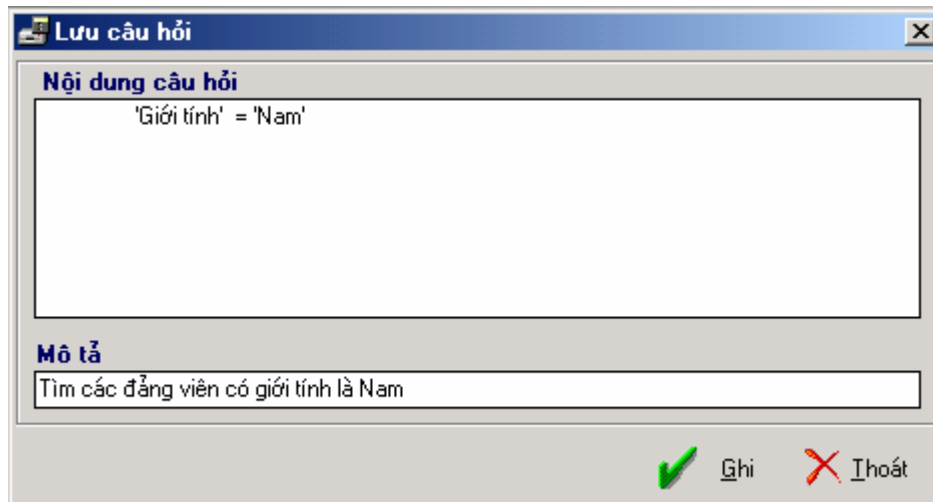 Lưu câu hỏi
Nội dung câu hỏi
'Giới tính' = 'Nam'
Mô tả
Tìm các đảng viên có giới tính là Nam
Ghi Thoát